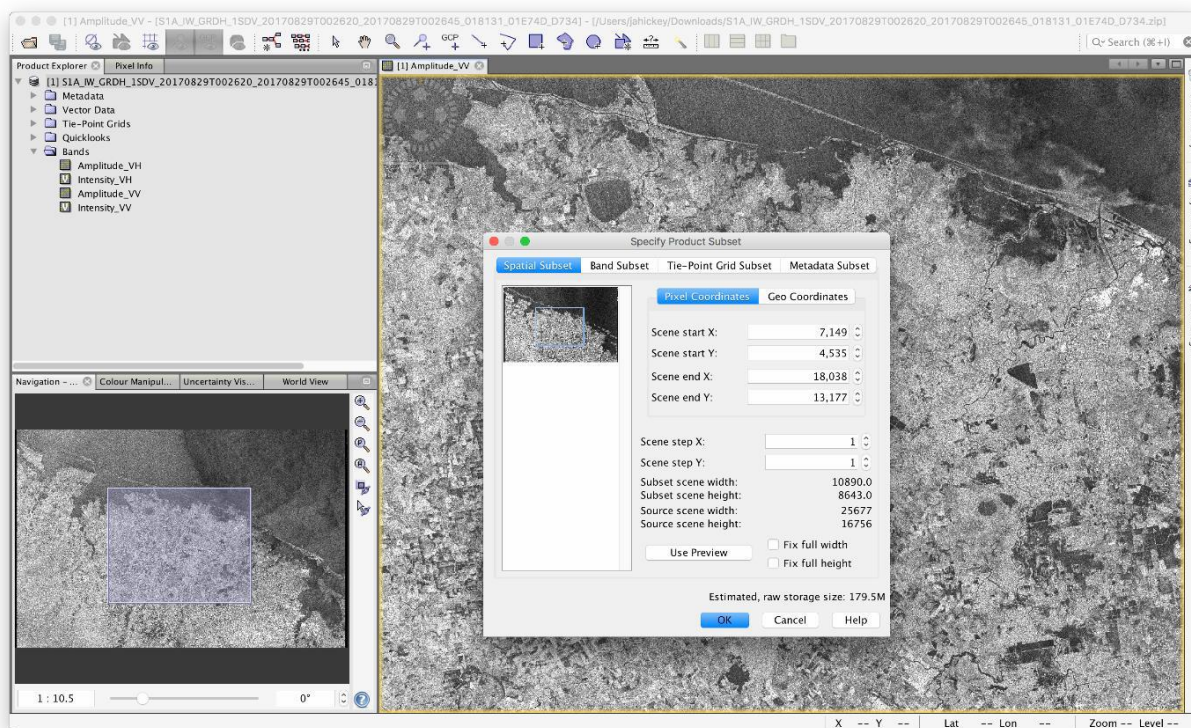 [1] Amplitude_VV - [S1A_IW_GRDH_1SDV_20170829T002620_20170829T002645_018131_01E74D_D734] - [/Users/jahickey/Downloads/S1A_IW_GRDH_1SDV_20170829T002620_20170829T002645_018131_01E74D_D734.zip]
GCP
Search (⌘+I)
Product Explorer Pixel Info
[1] Amplitude_VV
[1] S1A_IW_GRDH_1SDV_20170829T002620_20170829T002645_0181
Metadata
Vector Data
Tie-Point Grids
Quicklooks
Bands
Amplitude_VH
Intensity_VH
Amplitude_VV
Intensity_VV
Specify Product Subset
Spatial Subset Band Subset Tie-Point Grid Subset Metadata Subset
Pixel Coordinates Geo Coordinates
Scene start X: 7,149
Scene start Y: 4,535
Scene end X: 18,038
Scene end Y: 13,177
Scene step X: 1
Scene step Y: 1
Subset scene width: 10890.0
Subset scene height: 8643.0
Source scene width: 25677
Source scene height: 16756
Use Preview
Fix full width
Fix full height
Estimated, raw storage size: 179.5M
OK Cancel Help
Navigation - ... Colour Manipul... Uncertainty Vis... World View
1 : 10.5 0°
X -- Y -- Lat -- Lon -- Zoom -- Level --